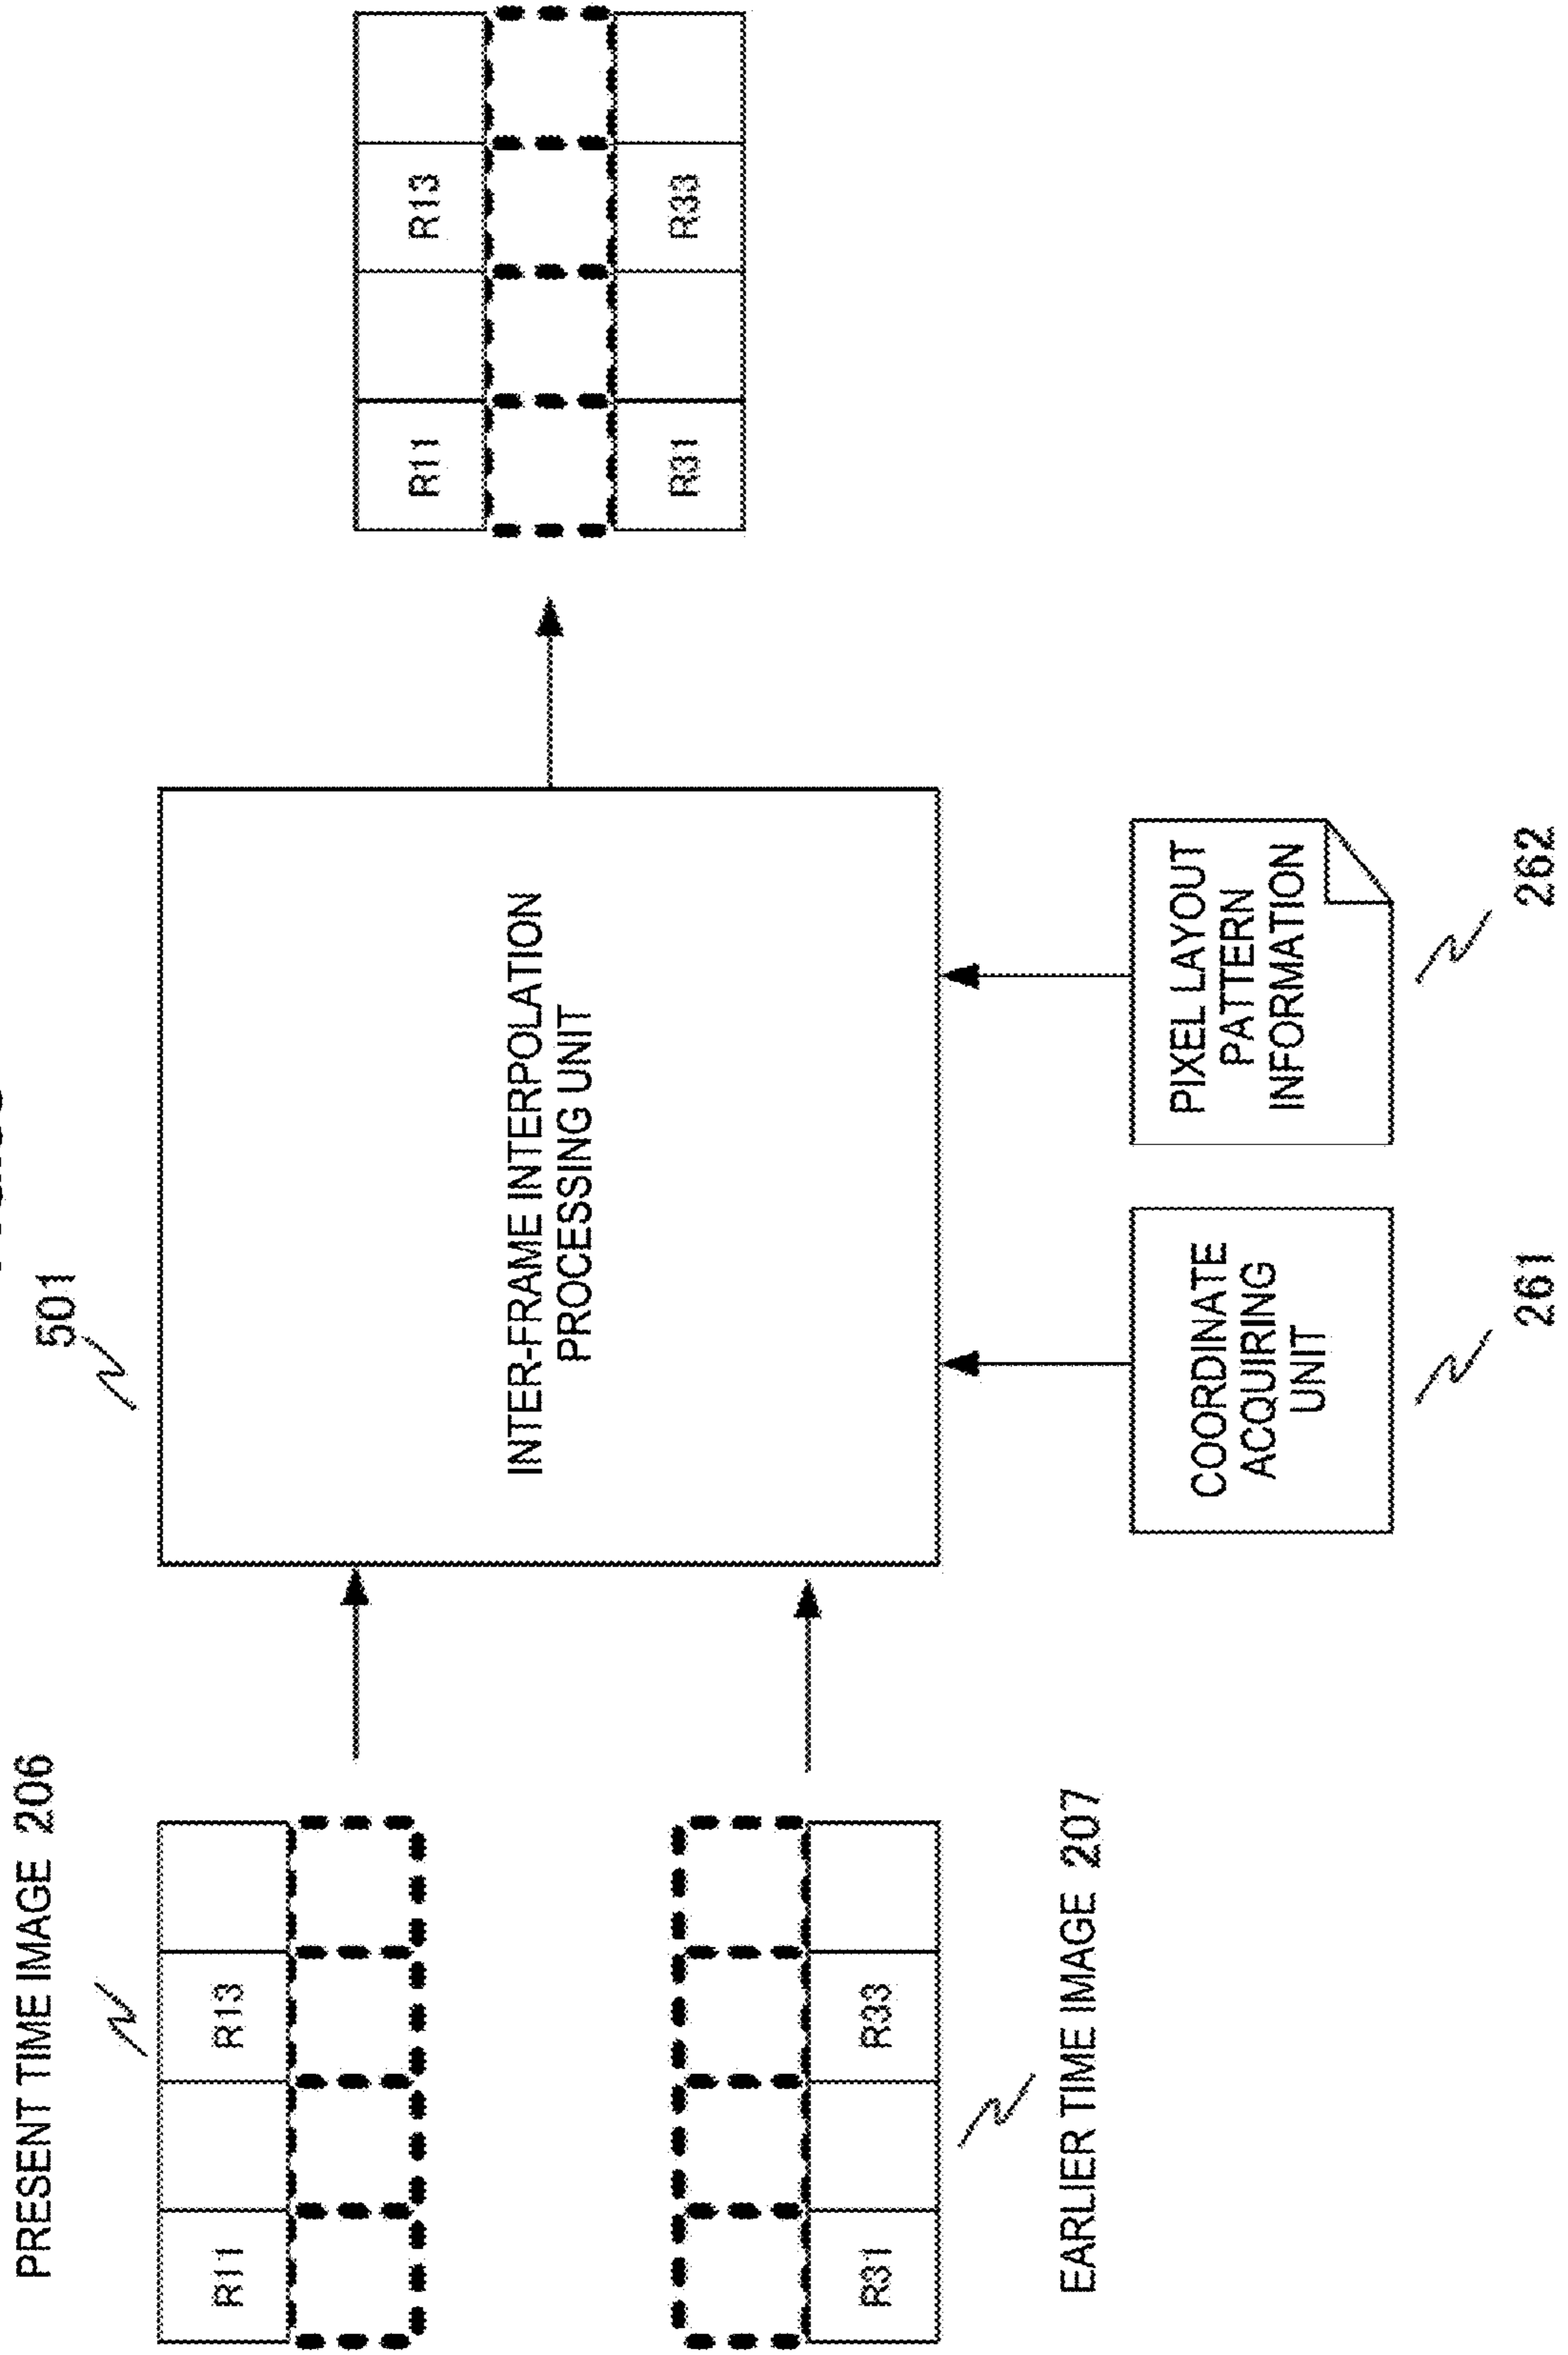 501
PRESENT TIME IMAGE 206
R11
R13
R11
R13
INTER-FRAME INTERPOLATION
PROCESSING UNIT
R31
R33
R31
R33
EARLIER TIME IMAGE 207
COORDINATE
ACQUIRING
UNIT
PIXEL LAYOUT
PATTERN
INFORMATION
261
262